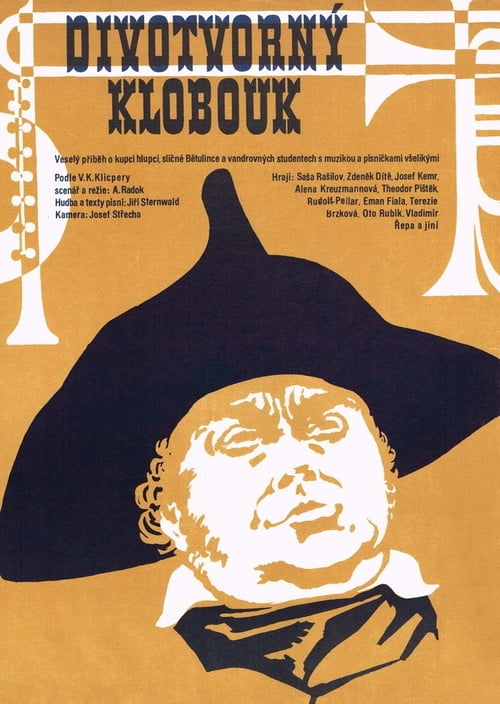 DIVOTVORNÝ
KLOBOUK
Veselý příběh o kupci hlupci, sličné Bětulince a vandrovných studentech s muzikou a písničkami všelikými
Podle V. K. Klicpery
scénář a režie: A. Radok
Hudba a texty písní: Jiří Sternwald
Kamera: Josef Střecha
Hrají: Saša Rašilov, Zdeněk Dítě, Josef Kemr,
Alena Kreuzmannová, Theodor Pištěk,
Rudolf Pellar, Eman Fiala, Terezie
Brzková, Oto Rubík, Vladimír
Řepa a jiní